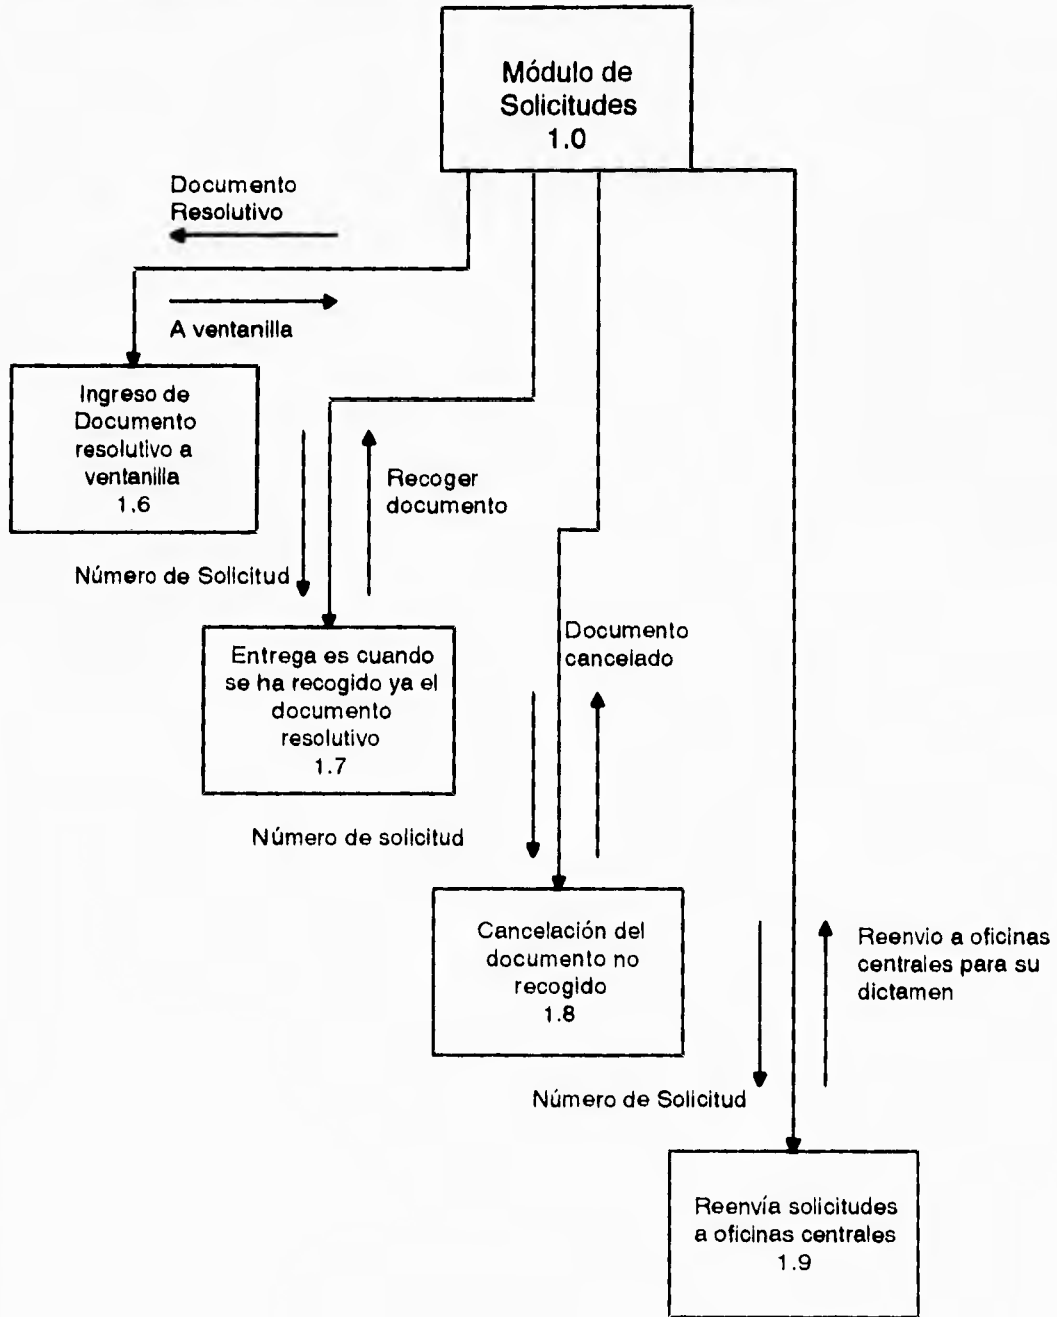 Módulo de
Solicitudes
1.0
Documento
Resolutivo
A ventanilla
Ingreso de
Documento
resolutivo a
ventanilla
1.6
Recoger
documento
Número de Solicitud
Entrega es cuando
se ha recogido ya el
documento
resolutivo
1.7
Documento
cancelado
Número de solicitud
Cancelación del
documento no
recogido
1.8
Reenvio a oficinas
centrales para su
dictamen
Número de Solicitud
Reenvía solicitudes
a oficinas centrales
1.9